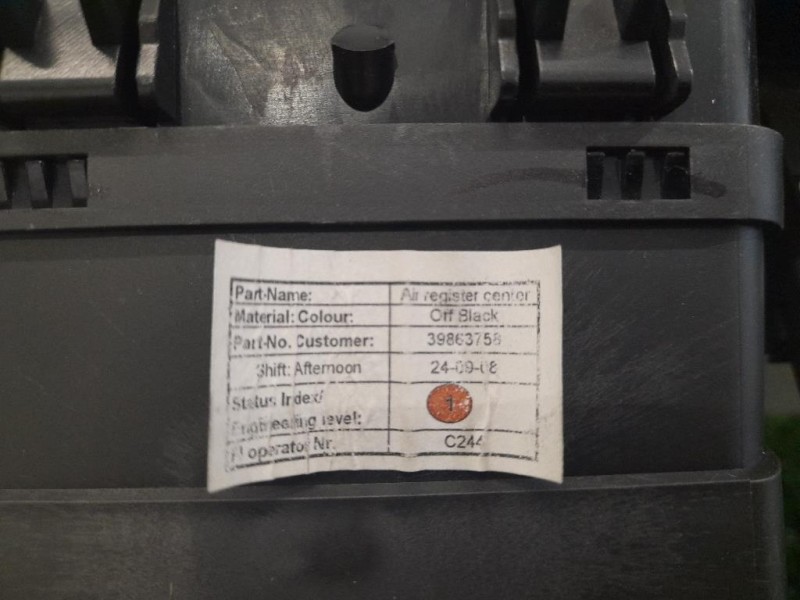 Part-Name: Air register center
Material: Colour: Off Black
Part-No. Customer: 39863758
Shift: Afternoon 24-09-08
Status Index/ 1
Engineering level:
operator Nr. C244